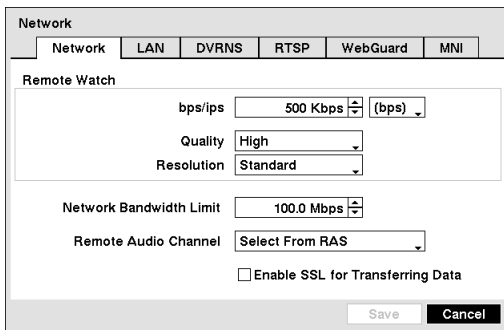 Network
Network LAN DVRNS RTSP WebGuard MNI
Remote Watch
bps/ips 500 Kbps (bps)
Quality High
Resolution Standard
Network Bandwidth Limit 100.0 Mbps
Remote Audio Channel Select From RAS
Enable SSL for Transferring Data
Save Cancel